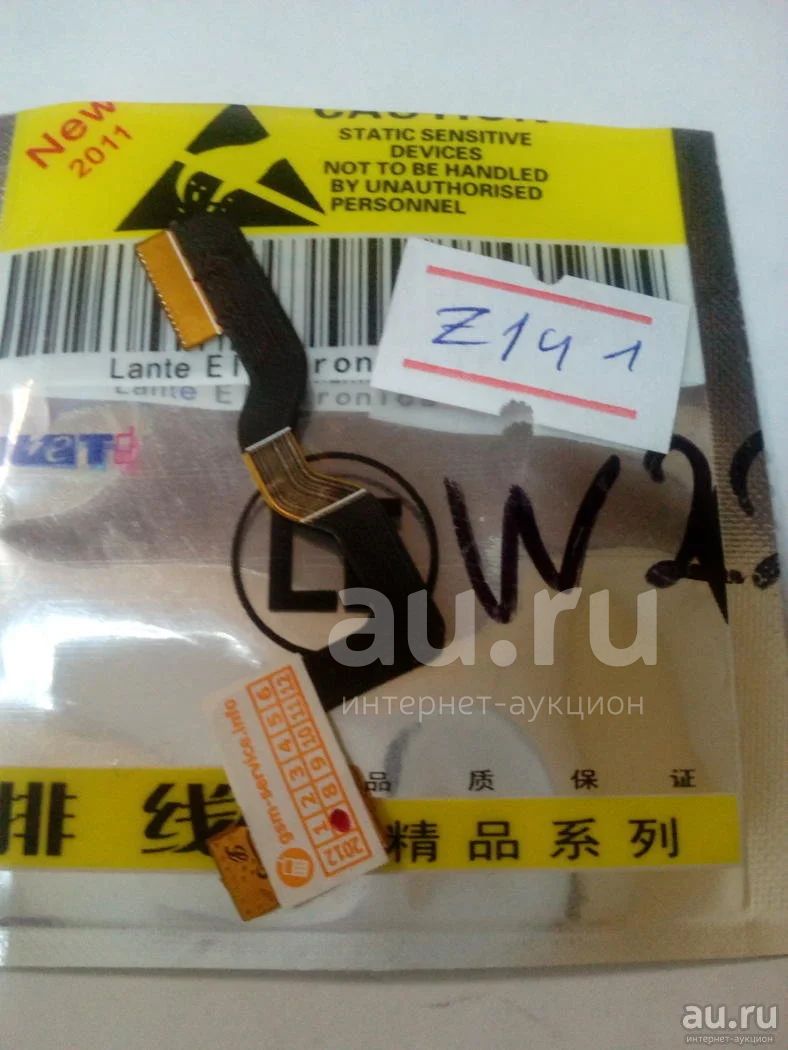 New
2011
CAUTION
STATIC SENSITIVE
DEVICES
NOT TO BE HANDLED
BY UNAUTHORISED
PERSONNEL
Z141
Lante El
W
au.ru
интернет-аукцион
gsm-service.info
1 2 3 4 5 6
8 9 10 11 12
2012
品 质 保 证
排 线
精品系列
au.ru
интернет-аукцион